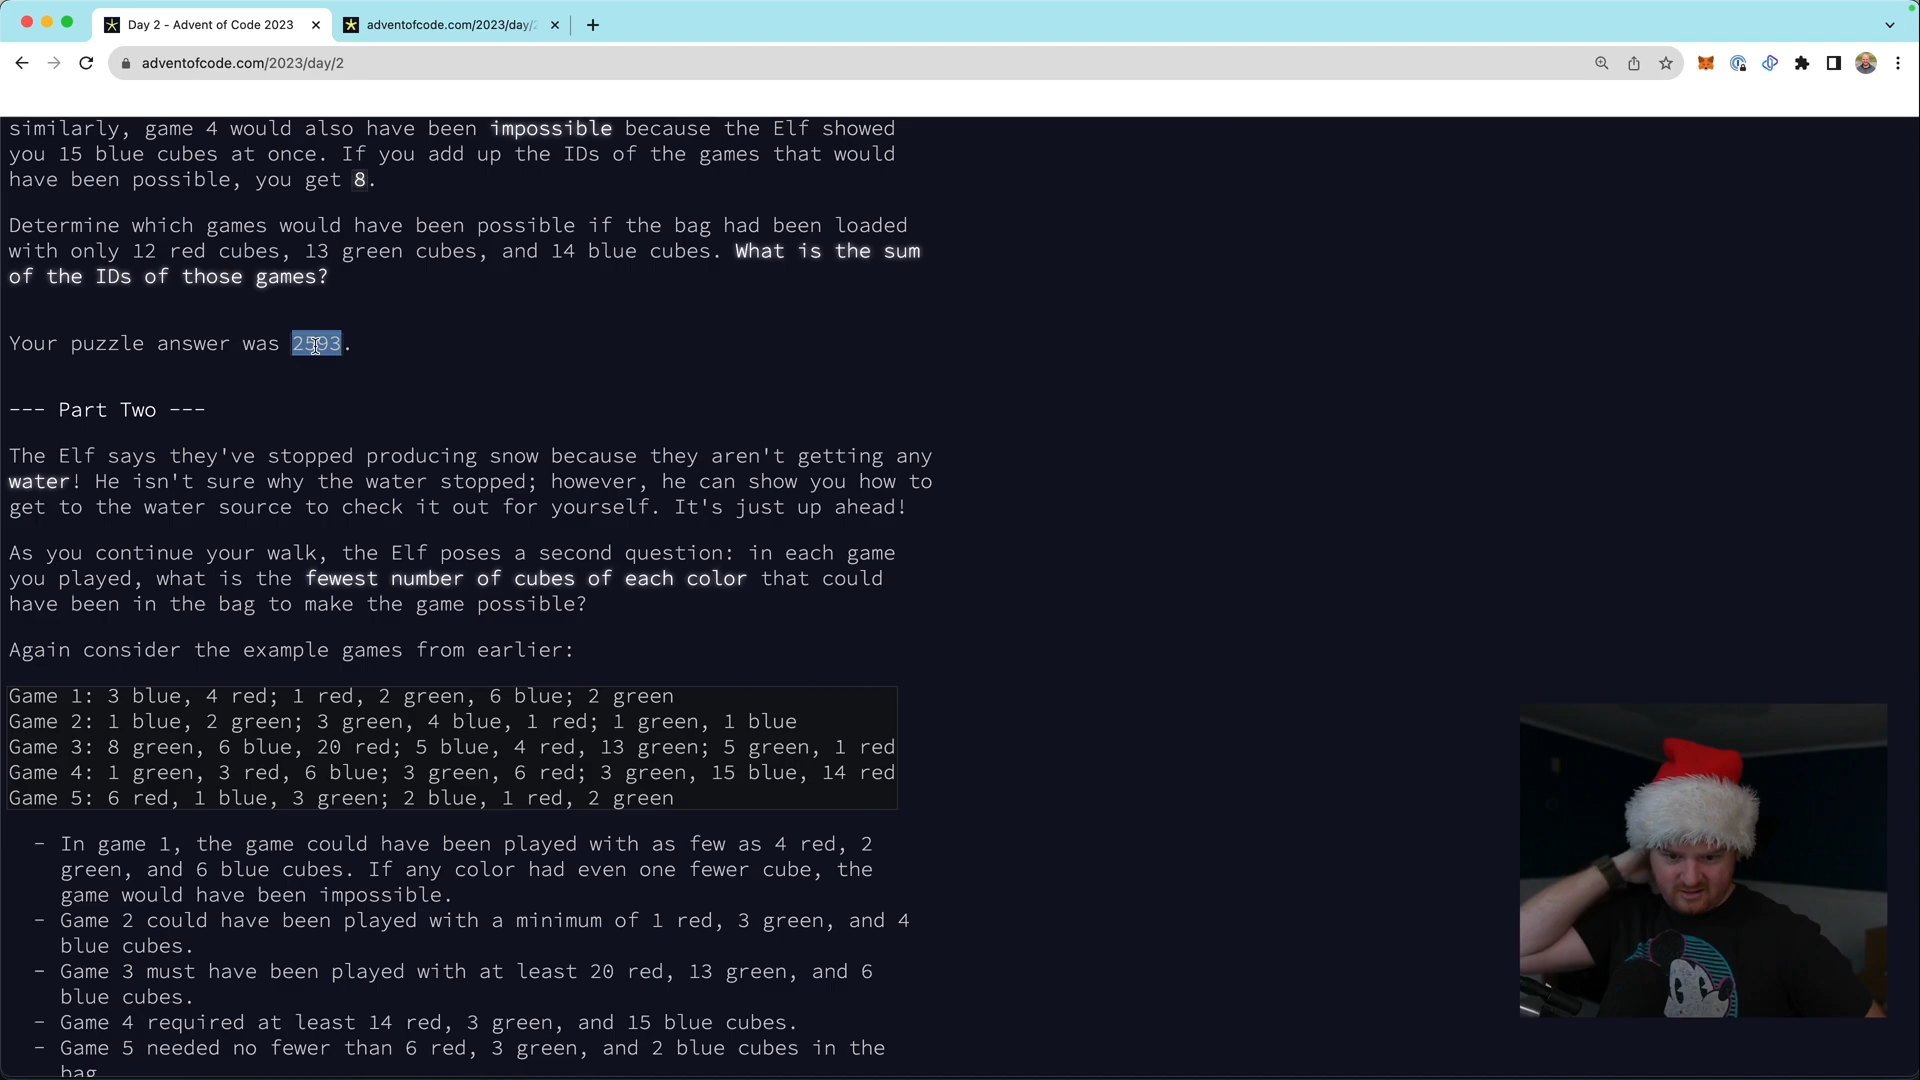 Day 2 - Advent of Code 2023
adventofcode.com/2023/day/
adventofcode.com/2023/day/2
similarly, game 4 would also have been impossible because the Elf showed
you 15 blue cubes at once. If you add up the IDs of the games that would
have been possible, you get 8.
Determine which games would have been possible if the bag had been loaded
with only 12 red cubes, 13 green cubes, and 14 blue cubes. What is the sum
of the IDs of those games?
Your puzzle answer was 2593.
--- Part Two ---
The Elf says they've stopped producing snow because they aren't getting any
water! He isn't sure why the water stopped; however, he can show you how to
get to the water source to check it out for yourself. It's just up ahead!
As you continue your walk, the Elf poses a second question: in each game
you played, what is the fewest number of cubes of each color that could
have been in the bag to make the game possible?
Again consider the example games from earlier:
Game 1: 3 blue, 4 red; 1 red, 2 green, 6 blue; 2 green
Game 2: 1 blue, 2 green; 3 green, 4 blue, 1 red; 1 green, 1 blue
Game 3: 8 green, 6 blue, 20 red; 5 blue, 4 red, 13 green; 5 green, 1 red
Game 4: 1 green, 3 red, 6 blue; 3 green, 6 red; 3 green, 15 blue, 14 red
Game 5: 6 red, 1 blue, 3 green; 2 blue, 1 red, 2 green
- In game 1, the game could have been played with as few as 4 red, 2
green, and 6 blue cubes. If any color had even one fewer cube, the
game would have been impossible.
- Game 2 could have been played with a minimum of 1 red, 3 green, and 4
blue cubes.
- Game 3 must have been played with at least 20 red, 13 green, and 6
blue cubes.
- Game 4 required at least 14 red, 3 green, and 15 blue cubes.
- Game 5 needed no fewer than 6 red, 3 green, and 2 blue cubes in the
bag